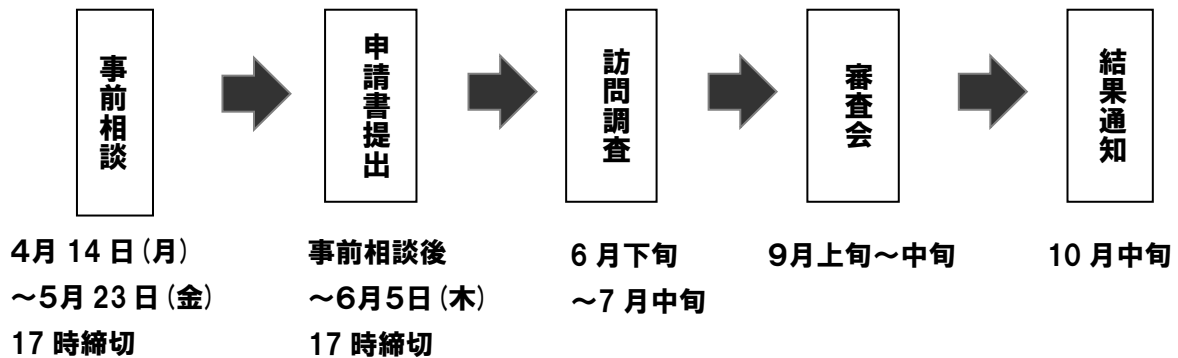 事前相談
申請書提出
訪問調査
審査会
結果通知
4月 14 日(月)
～5月 23 日(金)
17 時締切
事前相談後
～6月5日(木)
17 時締切
6 月下旬
～7 月中旬
9月上旬～中旬
10 月中旬